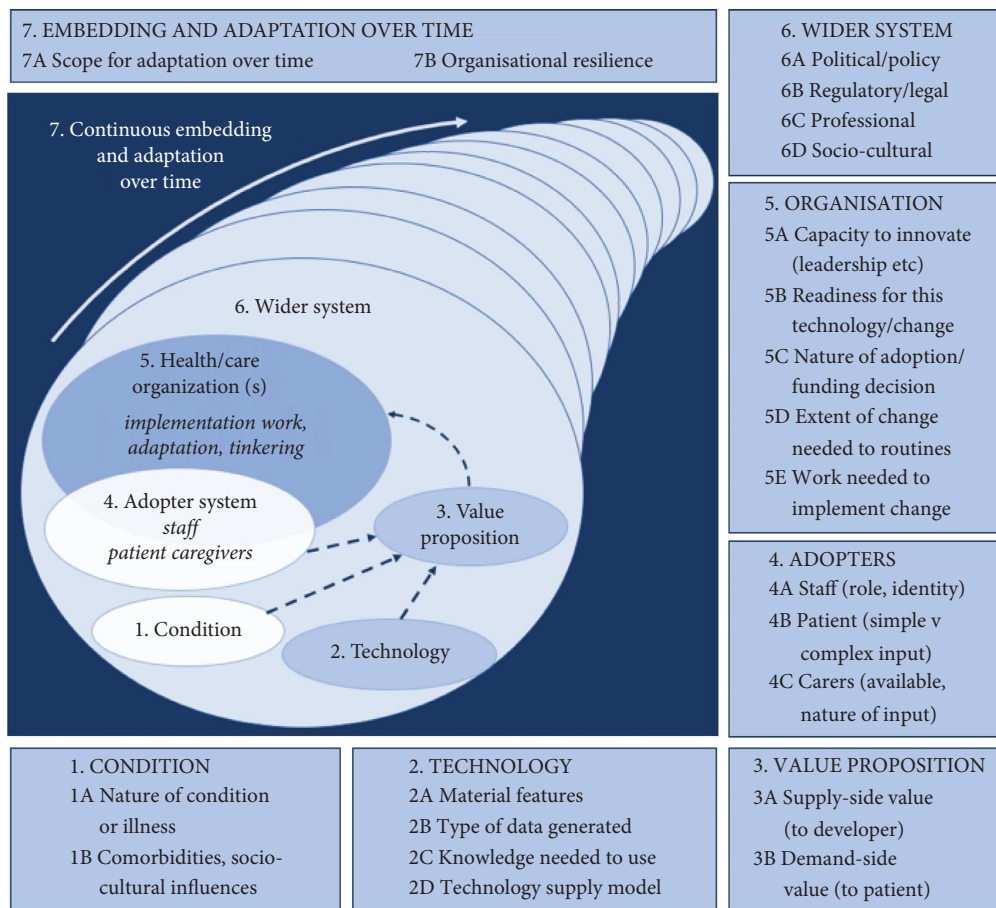 7. EMBEDDING AND ADAPTATION OVER TIME
7A Scope for adaptation over time
7B Organisational resilience
7. Continuous embedding
and adaptation
over time
6. Wider system
5. Health/care
organization (s)
implementation work,
adaptation, tinkering
4. Adopter system
staff
patient caregivers
3. Value
proposition
1. Condition
2. Technology
6. WIDER SYSTEM
6A Political/policy
6B Regulatory/legal
6C Professional
6D Socio-cultural
5. ORGANISATION
5A Capacity to innovate
(leadership etc)
5B Readiness for this
technology/change
5C Nature of adoption/
funding decision
5D Extent of change
needed to routines
5E Work needed to
implement change
4. ADOPTERS
4A Staff (role, identity)
4B Patient (simple v
complex input)
4C Carers (available,
nature of input)
1. CONDITION
1A Nature of condition
or illness
1B Comorbidities, socio-
cultural influences
2. TECHNOLOGY
2A Material features
2B Type of data generated
2C Knowledge needed to use
2D Technology supply model
3. VALUE PROPOSITION
3A Supply-side value
(to developer)
3B Demand-side
value (to patient)